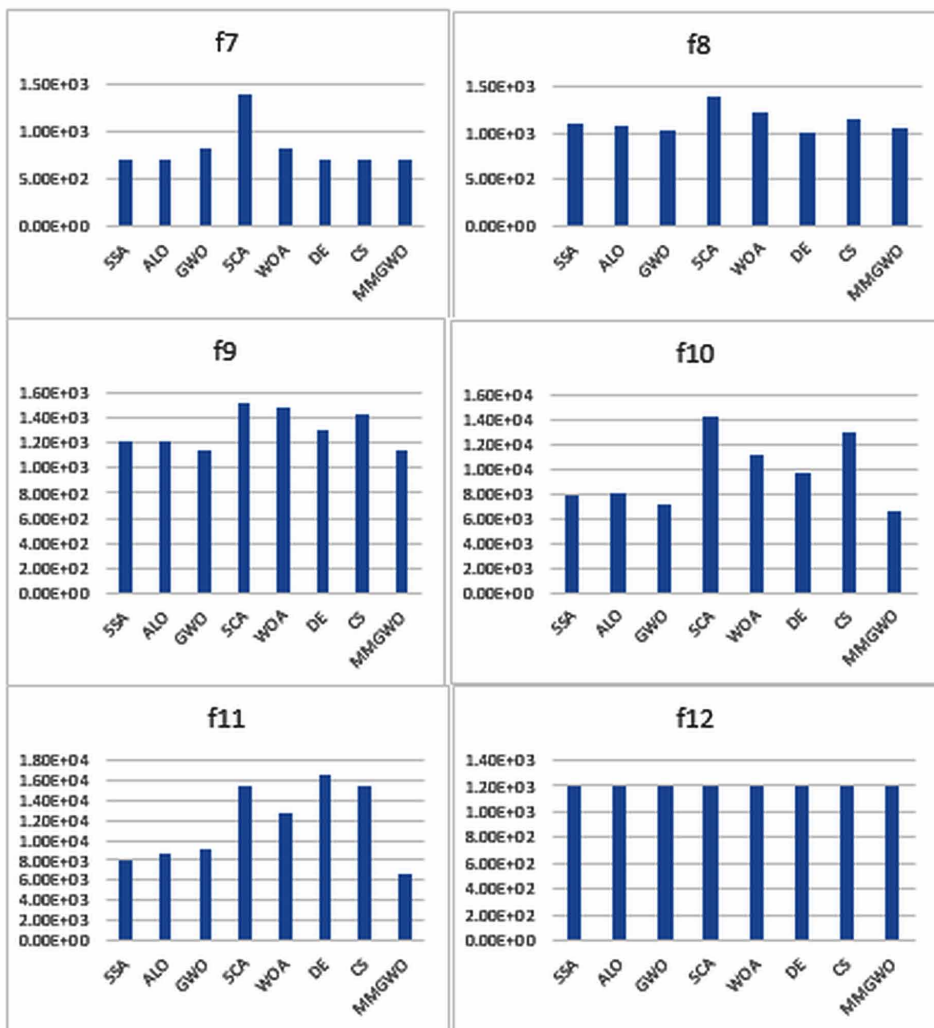 f7
1.50E+03
1.00E+03
5.00E+02
0.00E+00
SSA ALO GWO SCA WOA DE CS MMGWO
f8
1.50E+03
1.00E+03
5.00E+02
0.00E+00
SSA ALO GWO SCA WOA DE CS MMGWO
f9
1.60E+03
1.40E+03
1.20E+03
1.00E+03
8.00E+02
6.00E+02
4.00E+02
2.00E+02
0.00E+00
SSA ALO GWO SCA WOA DE CS MMGWO
f10
1.60E+04
1.40E+04
1.20E+04
1.00E+04
8.00E+03
6.00E+03
4.00E+03
2.00E+03
0.00E+00
SSA ALO GWO SCA WOA DE CS MMGWO
f11
1.80E+04
1.60E+04
1.40E+04
1.20E+04
1.00E+04
8.00E+03
6.00E+03
4.00E+03
2.00E+03
0.00E+00
SSA ALO GWO SCA WOA DE CS MMGWO
f12
1.40E+03
1.20E+03
1.00E+03
8.00E+02
6.00E+02
4.00E+02
2.00E+02
0.00E+00
SSA ALO GWO SCA WOA DE CS MMGWO